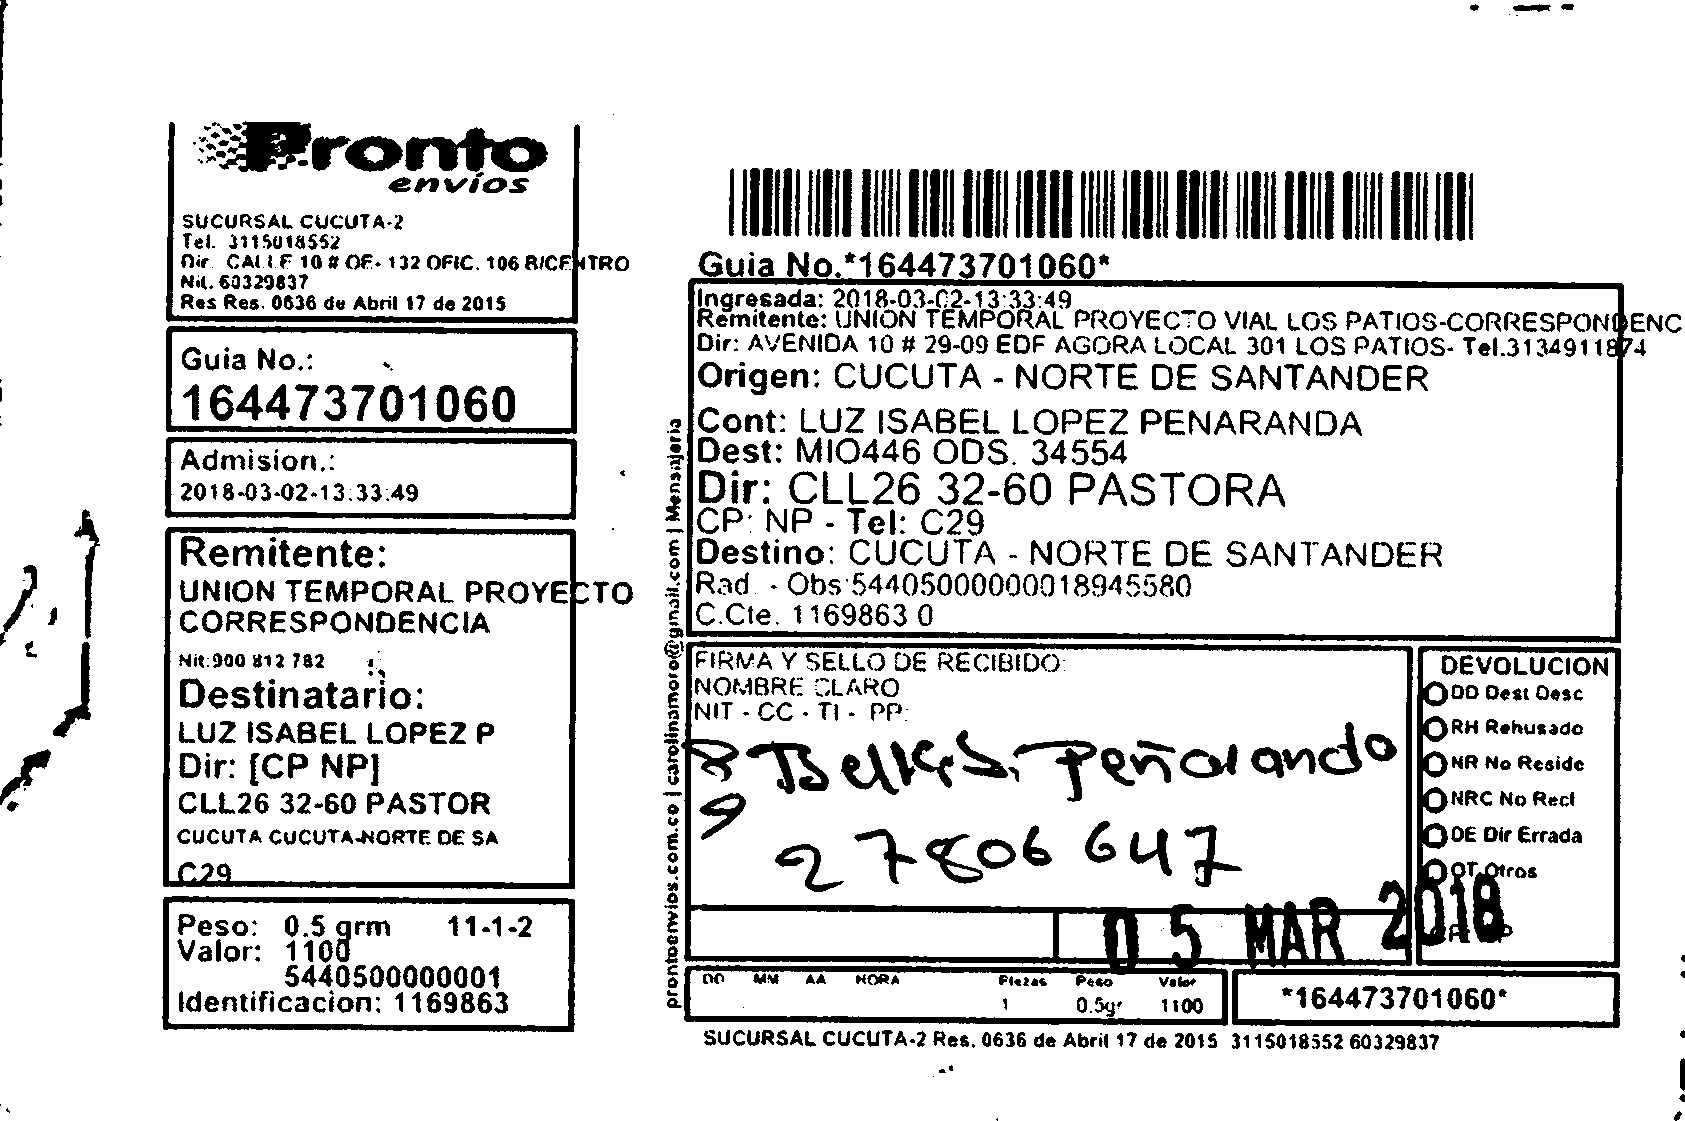 Pronto
envíos
SUCURSAL CUCUTA-2
Tel. 3115018552
Dir. CALLE 10 # OE- 132 OFIC. 106 B/CENTRO
Nit. 60329837
Res Res. 0636 de Abril 17 de 2015
Guia No.:
164473701060
Admision.:
2018-03-02-13:33:49
Remitente:
UNION TEMPORAL PROYECTO
CORRESPONDENCIA
Nit:900 812 782
Destinatario:
LUZ ISABEL LOPEZ P
Dir: [CP NP]
CLL26 32-60 PASTOR
CUCUTA CUCUTA-NORTE DE SA
C29
Peso: 0.5 grm 11-1-2
Valor: 1100
5440500000001
Identificacion: 1169863
prontoenvios.com.co | carolinamoro@gmail.com | Mensajeria
Guia No.*164473701060*
Ingresada: 2018-03-02-13:33:49
Remitente: UNION TEMPORAL PROYECTO VIAL LOS PATIOS-CORRESPONDENC
Dir: AVENIDA 10 # 29-09 EDF AGORA LOCAL 301 LOS PATIOS- Tel.3134911874
Origen: CUCUTA - NORTE DE SANTANDER
Cont: LUZ ISABEL LOPEZ PENARANDA
Dest: MIO446 ODS. 34554
Dir: CLL26 32-60 PASTORA
CP: NP - Tel: C29
Destino: CUCUTA - NORTE DE SANTANDER
Rad. - Obs:54405000000018945580
C.Cte. 1169863 0
FIRMA Y SELLO DE RECIBIDO:
NOMBRE CLARO
NIT - CC - TI - PP:
Peñaranda
27806647
DEVOLUCION
DD Dest Desc
RH Rehusado
NR No Reside
NRC No Recl
DE Dir Errada
OT Otros
05 MAR 2018
DD MM AA HORA Piezas Peso Valor
1 0.5gr 1100
*164473701060*
SUCURSAL CUCUTA-2 Res. 0636 de Abril 17 de 2015 3115018552 60329837